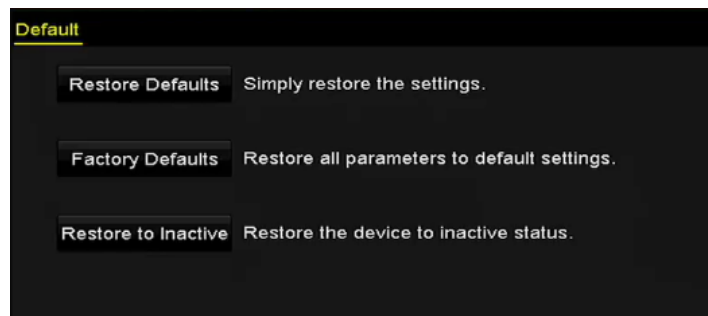 Default
Restore Defaults Simply restore the settings.
Factory Defaults Restore all parameters to default settings.
Restore to Inactive Restore the device to inactive status.